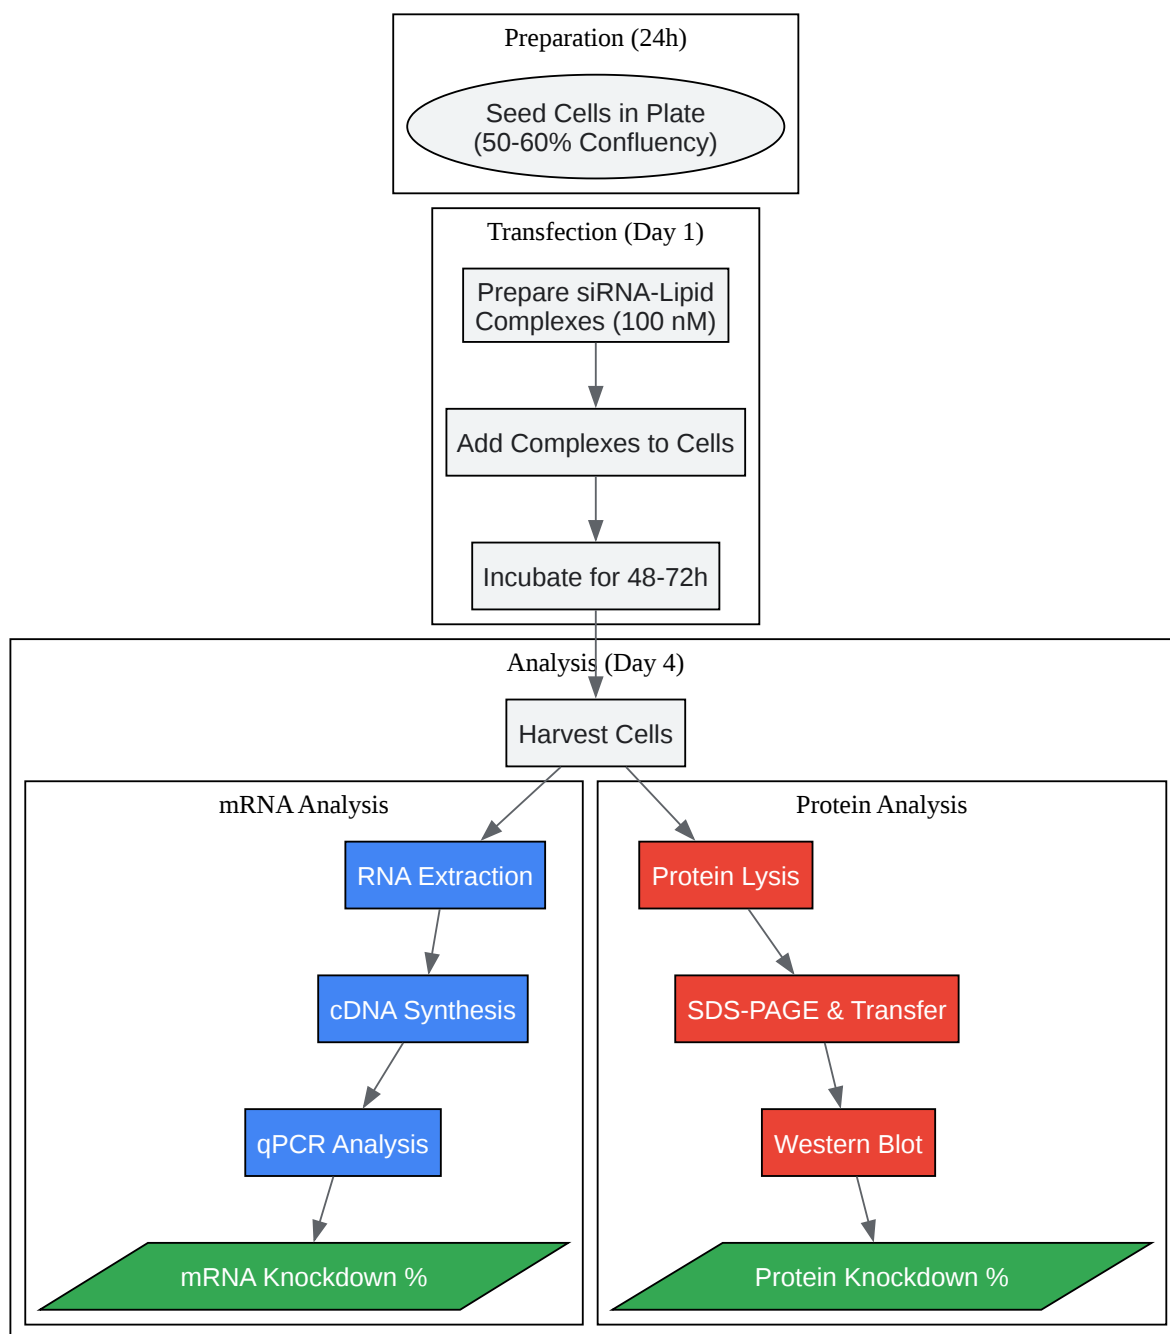 Preparation (24h)
Seed Cells in Plate
(50-60% Confluency)
Transfection (Day 1)
Prepare siRNA-Lipid
Complexes (100 nM)
Add Complexes to Cells
Incubate for 48-72h
Analysis (Day 4)
Harvest Cells
mRNA Analysis
RNA Extraction
cDNA Synthesis
qPCR Analysis
mRNA Knockdown %
Protein Analysis
Protein Lysis
SDS-PAGE & Transfer
Western Blot
Protein Knockdown %